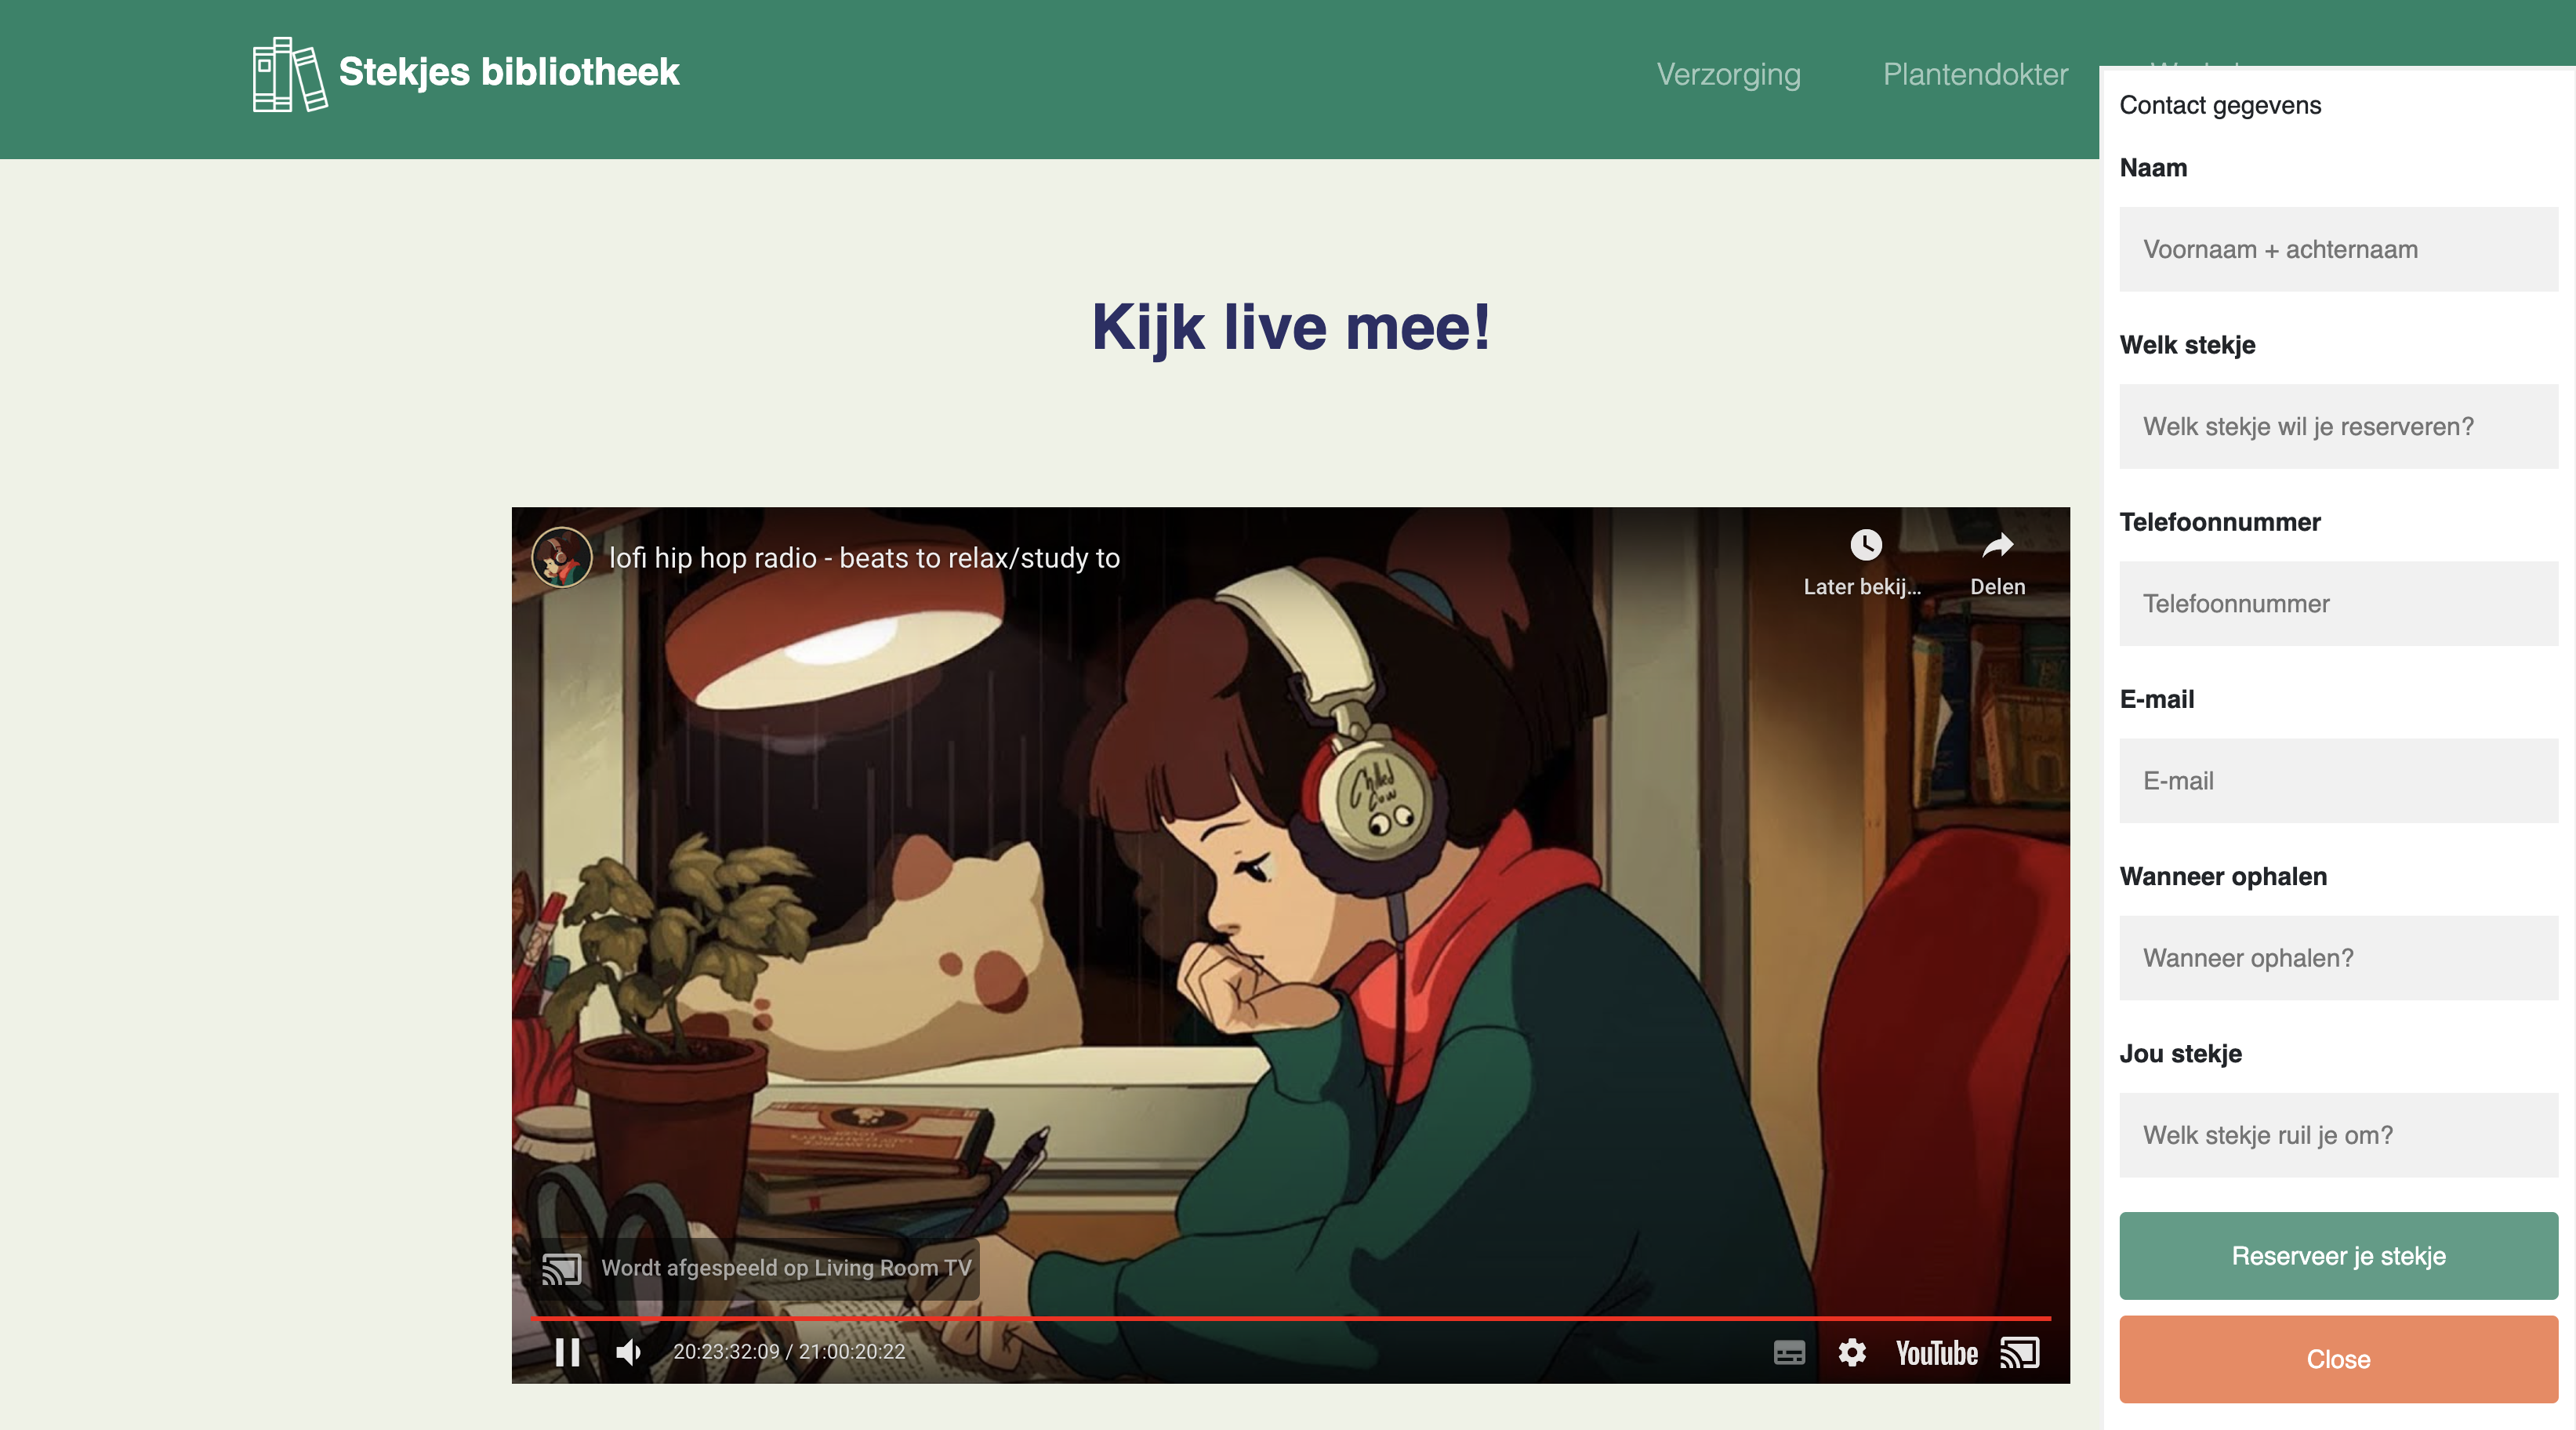 Stekjes bibliotheek
Verzorging
Plantendokter
Contact gegevens
Naam
Voornaam + achternaam
Welk stekje
Welk stekje wil je reserveren?
Telefoonnummer
Telefoonnummer
E-mail
E-mail
Wanneer ophalen
Wanneer ophalen?
Jou stekje
Welk stekje ruil je om?
Reserveer je stekje
Close
Kijk live mee!
lofi hip hop radio - beats to relax/study to
Later bekij...
Delen
Chilled
Cow
Wordt afgespeeld op Living Room TV
20:23:32:09 / 21:00:20:22
YouTube